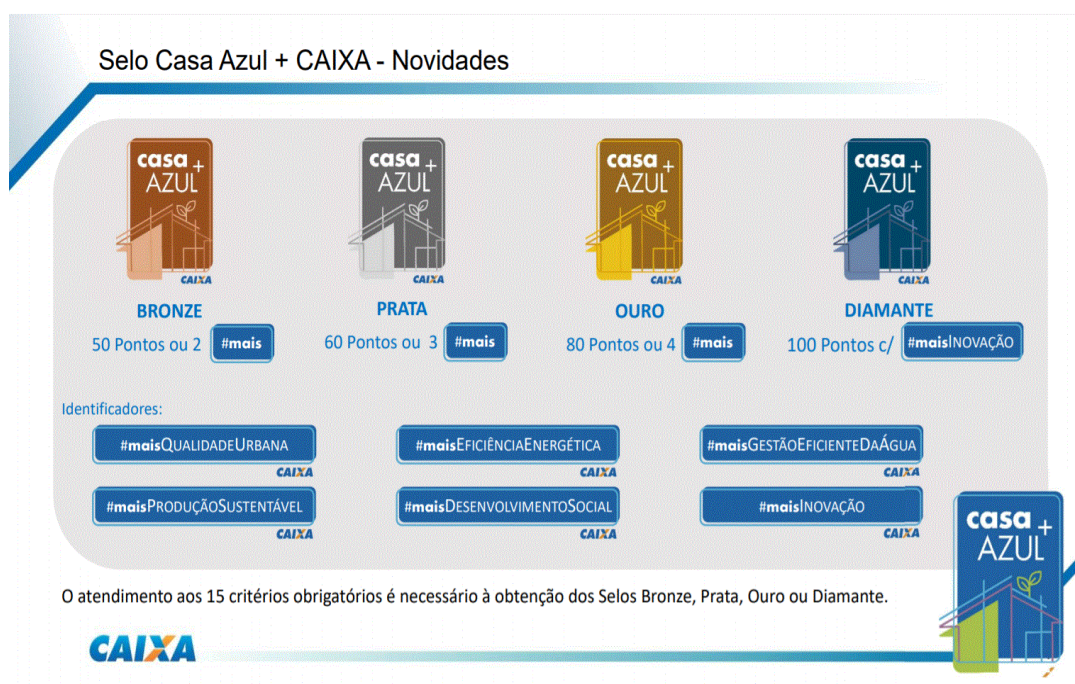 Selo Casa Azul + CAIXA - Novidades
casa +
AZUL
CAIXA
casa +
AZUL
CAIXA
casa +
AZUL
CAIXA
casa +
AZUL
CAIXA
BRONZE
PRATA
OURO
DIAMANTE
50 Pontos ou 2 #mais
60 Pontos ou 3 #mais
80 Pontos ou 4 #mais
100 Pontos c/ #maisINOVAÇÃO
Identificadores:
#maisQUALIDADEURBANA
CAIXA
#maisEFICIÊNCIAENERGÉTICA
CAIXA
#maisGESTÃOEFICIENTEDAÁGUA
CAIXA
#maisPRODUÇÃOSUSTENTÁVEL
CAIXA
#maisDESENVOLVIMENTOSOCIAL
CAIXA
#maisINOVAÇÃO
CAIXA
casa +
AZUL
O atendimento aos 15 critérios obrigatórios é necessário à obtenção dos Selos Bronze, Prata, Ouro ou Diamante.
CAIXA